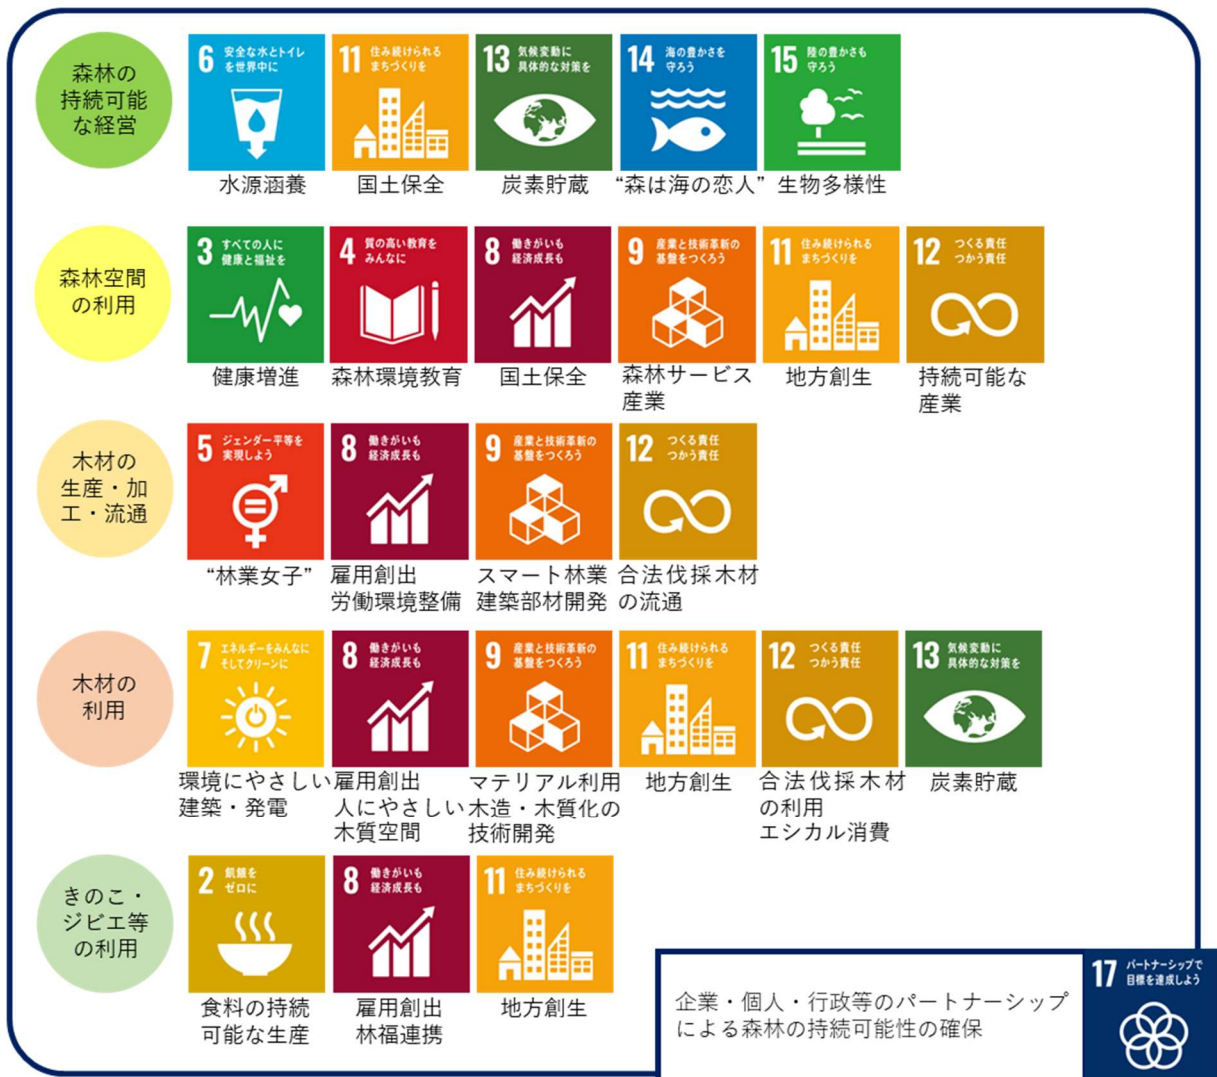 森林の
持続可能
な経営
6 安全な水とトイレ
を世界中に
11 住み続けられる
まちづくりを
13 気候変動に
具体的な対策を
14 海の豊かさを
守ろう
15 陸の豊かさも
守ろう
水源涵養
国土保全
炭素貯蔵
“森は海の恋人”
生物多様性
森林空間
の利用
3 すべての人に
健康と福祉を
4 質の高い教育を
みんなに
8 働きがいも
経済成長も
9 産業と技術革新の
基盤をつくろう
11 住み続けられる
まちづくりを
12 つくる責任
つかう責任
健康増進
森林環境教育
国土保全
森林サービス
産業
地方創生
持続可能な
産業
木材の
生産・加
工・流通
5 ジェンダー平等を
実現しよう
8 働きがいも
経済成長も
9 産業と技術革新の
基盤をつくろう
12 つくる責任
つかう責任
“林業女子”
雇用創出
労働環境整備
スマート林業
建築部材開発
合法伐採木材
の流通
木材の
利用
7 エネルギーをみんなに
そしてクリーンに
8 働きがいも
経済成長も
9 産業と技術革新の
基盤をつくろう
11 住み続けられる
まちづくりを
12 つくる責任
つかう責任
13 気候変動に
具体的な対策を
環境にやさしい
建築・発電
雇用創出
人にやさしい
木質空間
マテリアル利用
木造・木質化の
技術開発
地方創生
合法伐採木材
の利用
エシカル消費
炭素貯蔵
きのこ・
ジビエ等
の利用
2 飢餓を
ゼロに
8 働きがいも
経済成長も
11 住み続けられる
まちづくりを
食料の持続
可能な生産
雇用創出
林福連携
地方創生
企業・個人・行政等のパートナーシップ
による森林の持続可能性の確保
17 パートナーシップで
目標を達成しよう